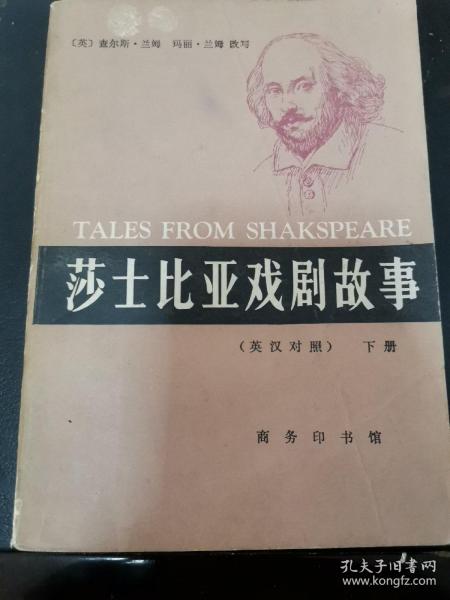 〔英〕查尔斯·兰姆 玛丽·兰姆 改写
TALES FROM SHAKSPEARE
莎士比亚戏剧故事
(英汉对照) 下册
商务印书馆
孔夫子旧书网
www.kongfz.com